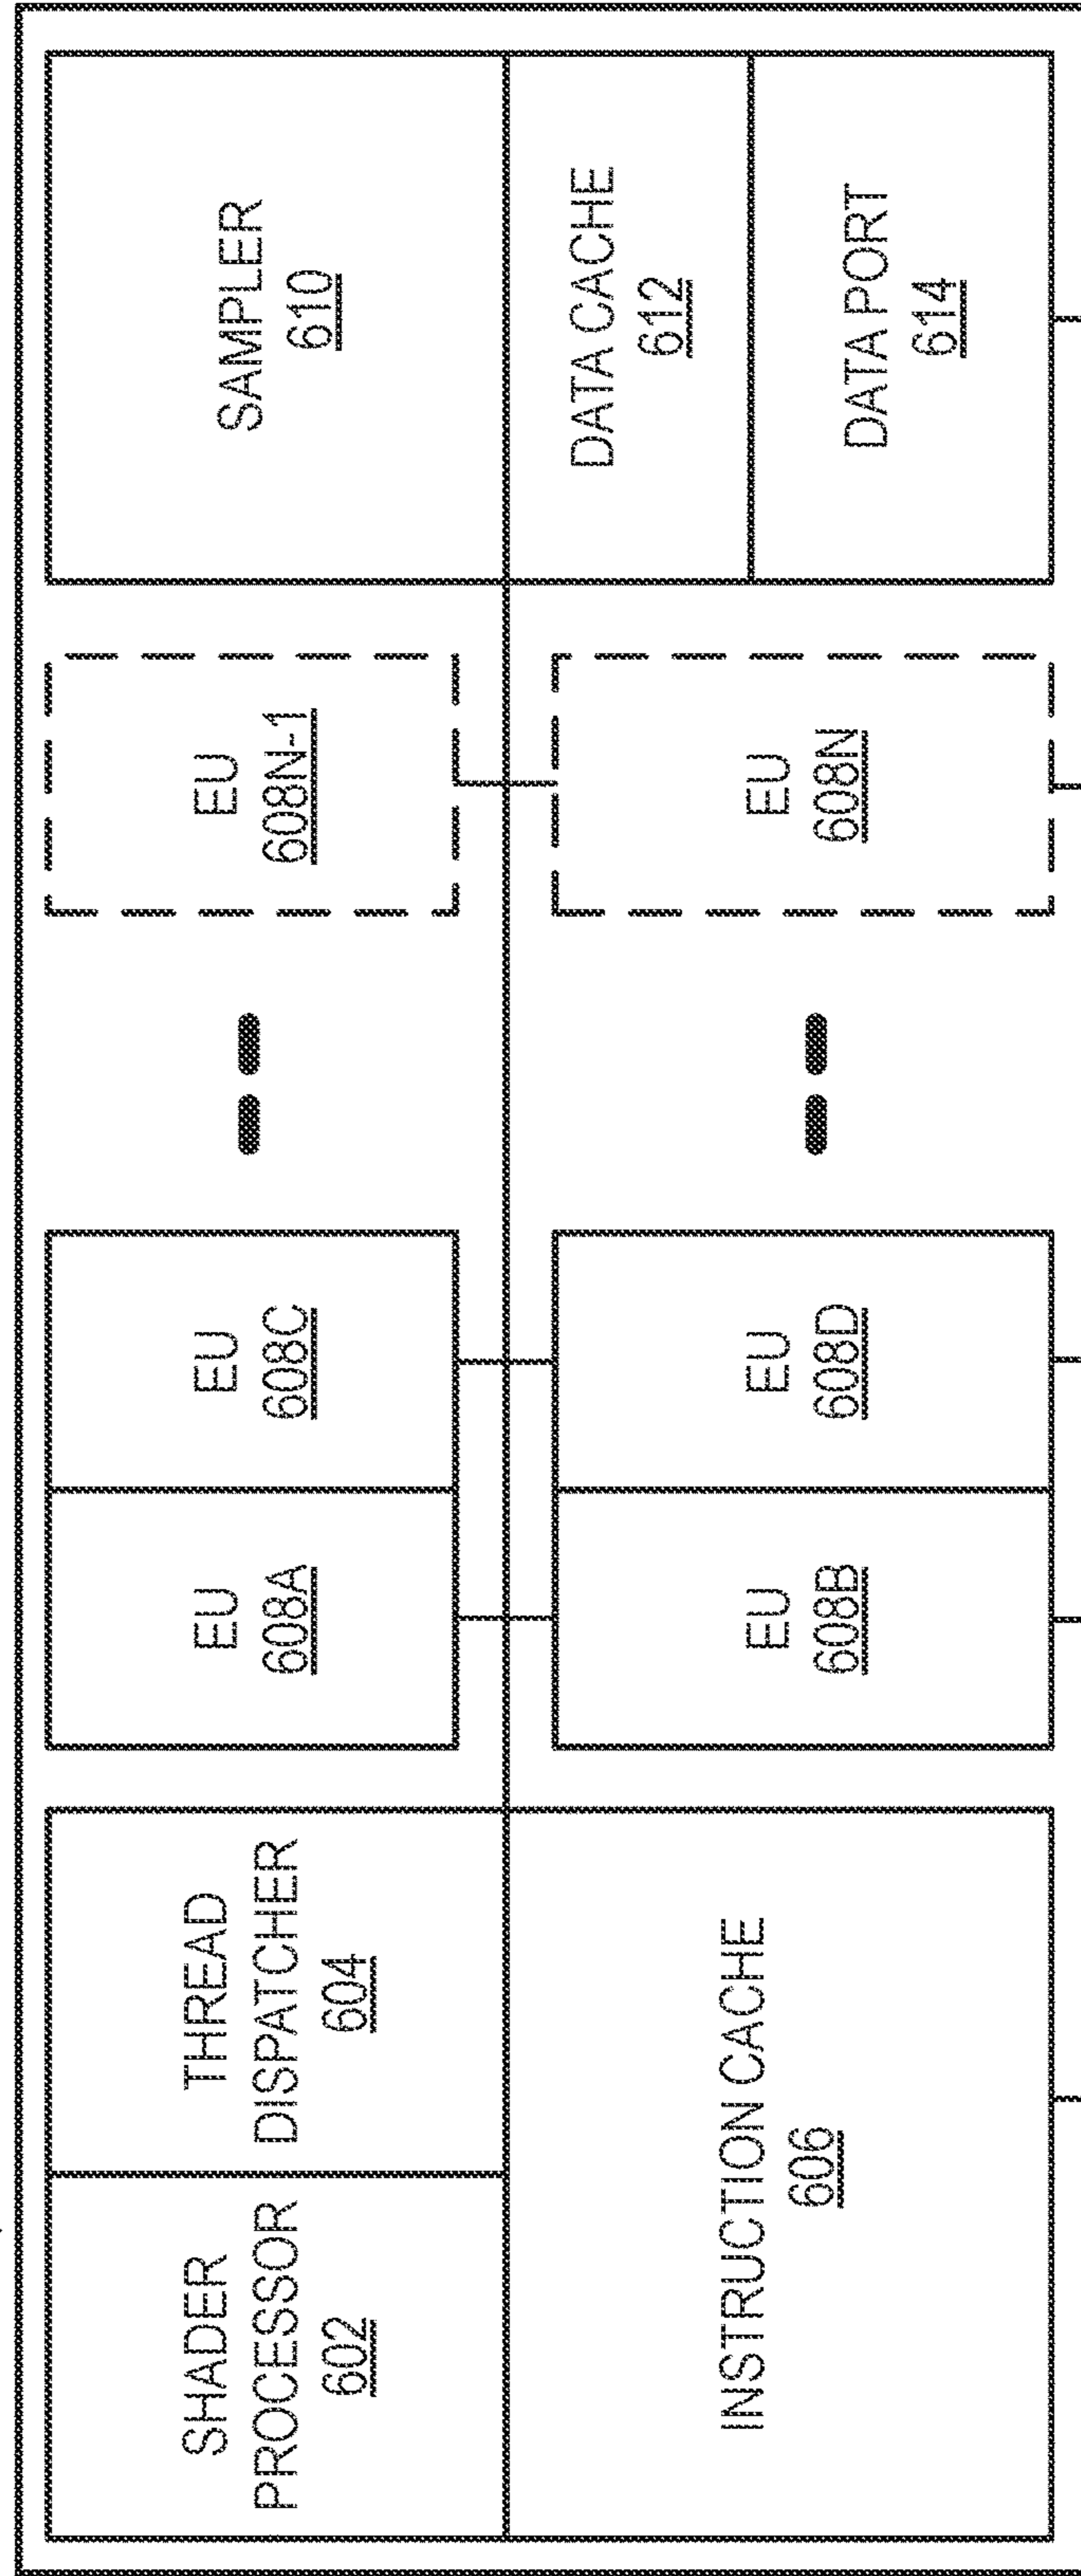 SHADER
PROCESSOR
602
THREAD
DISPATCHER
604
INSTRUCTION CACHE
606
EU
608A
EU
608C
EU
608B
EU
608D
EU
608N-1
EU
608N
SAMPLER
610
DATA CACHE
612
DATA PORT
614